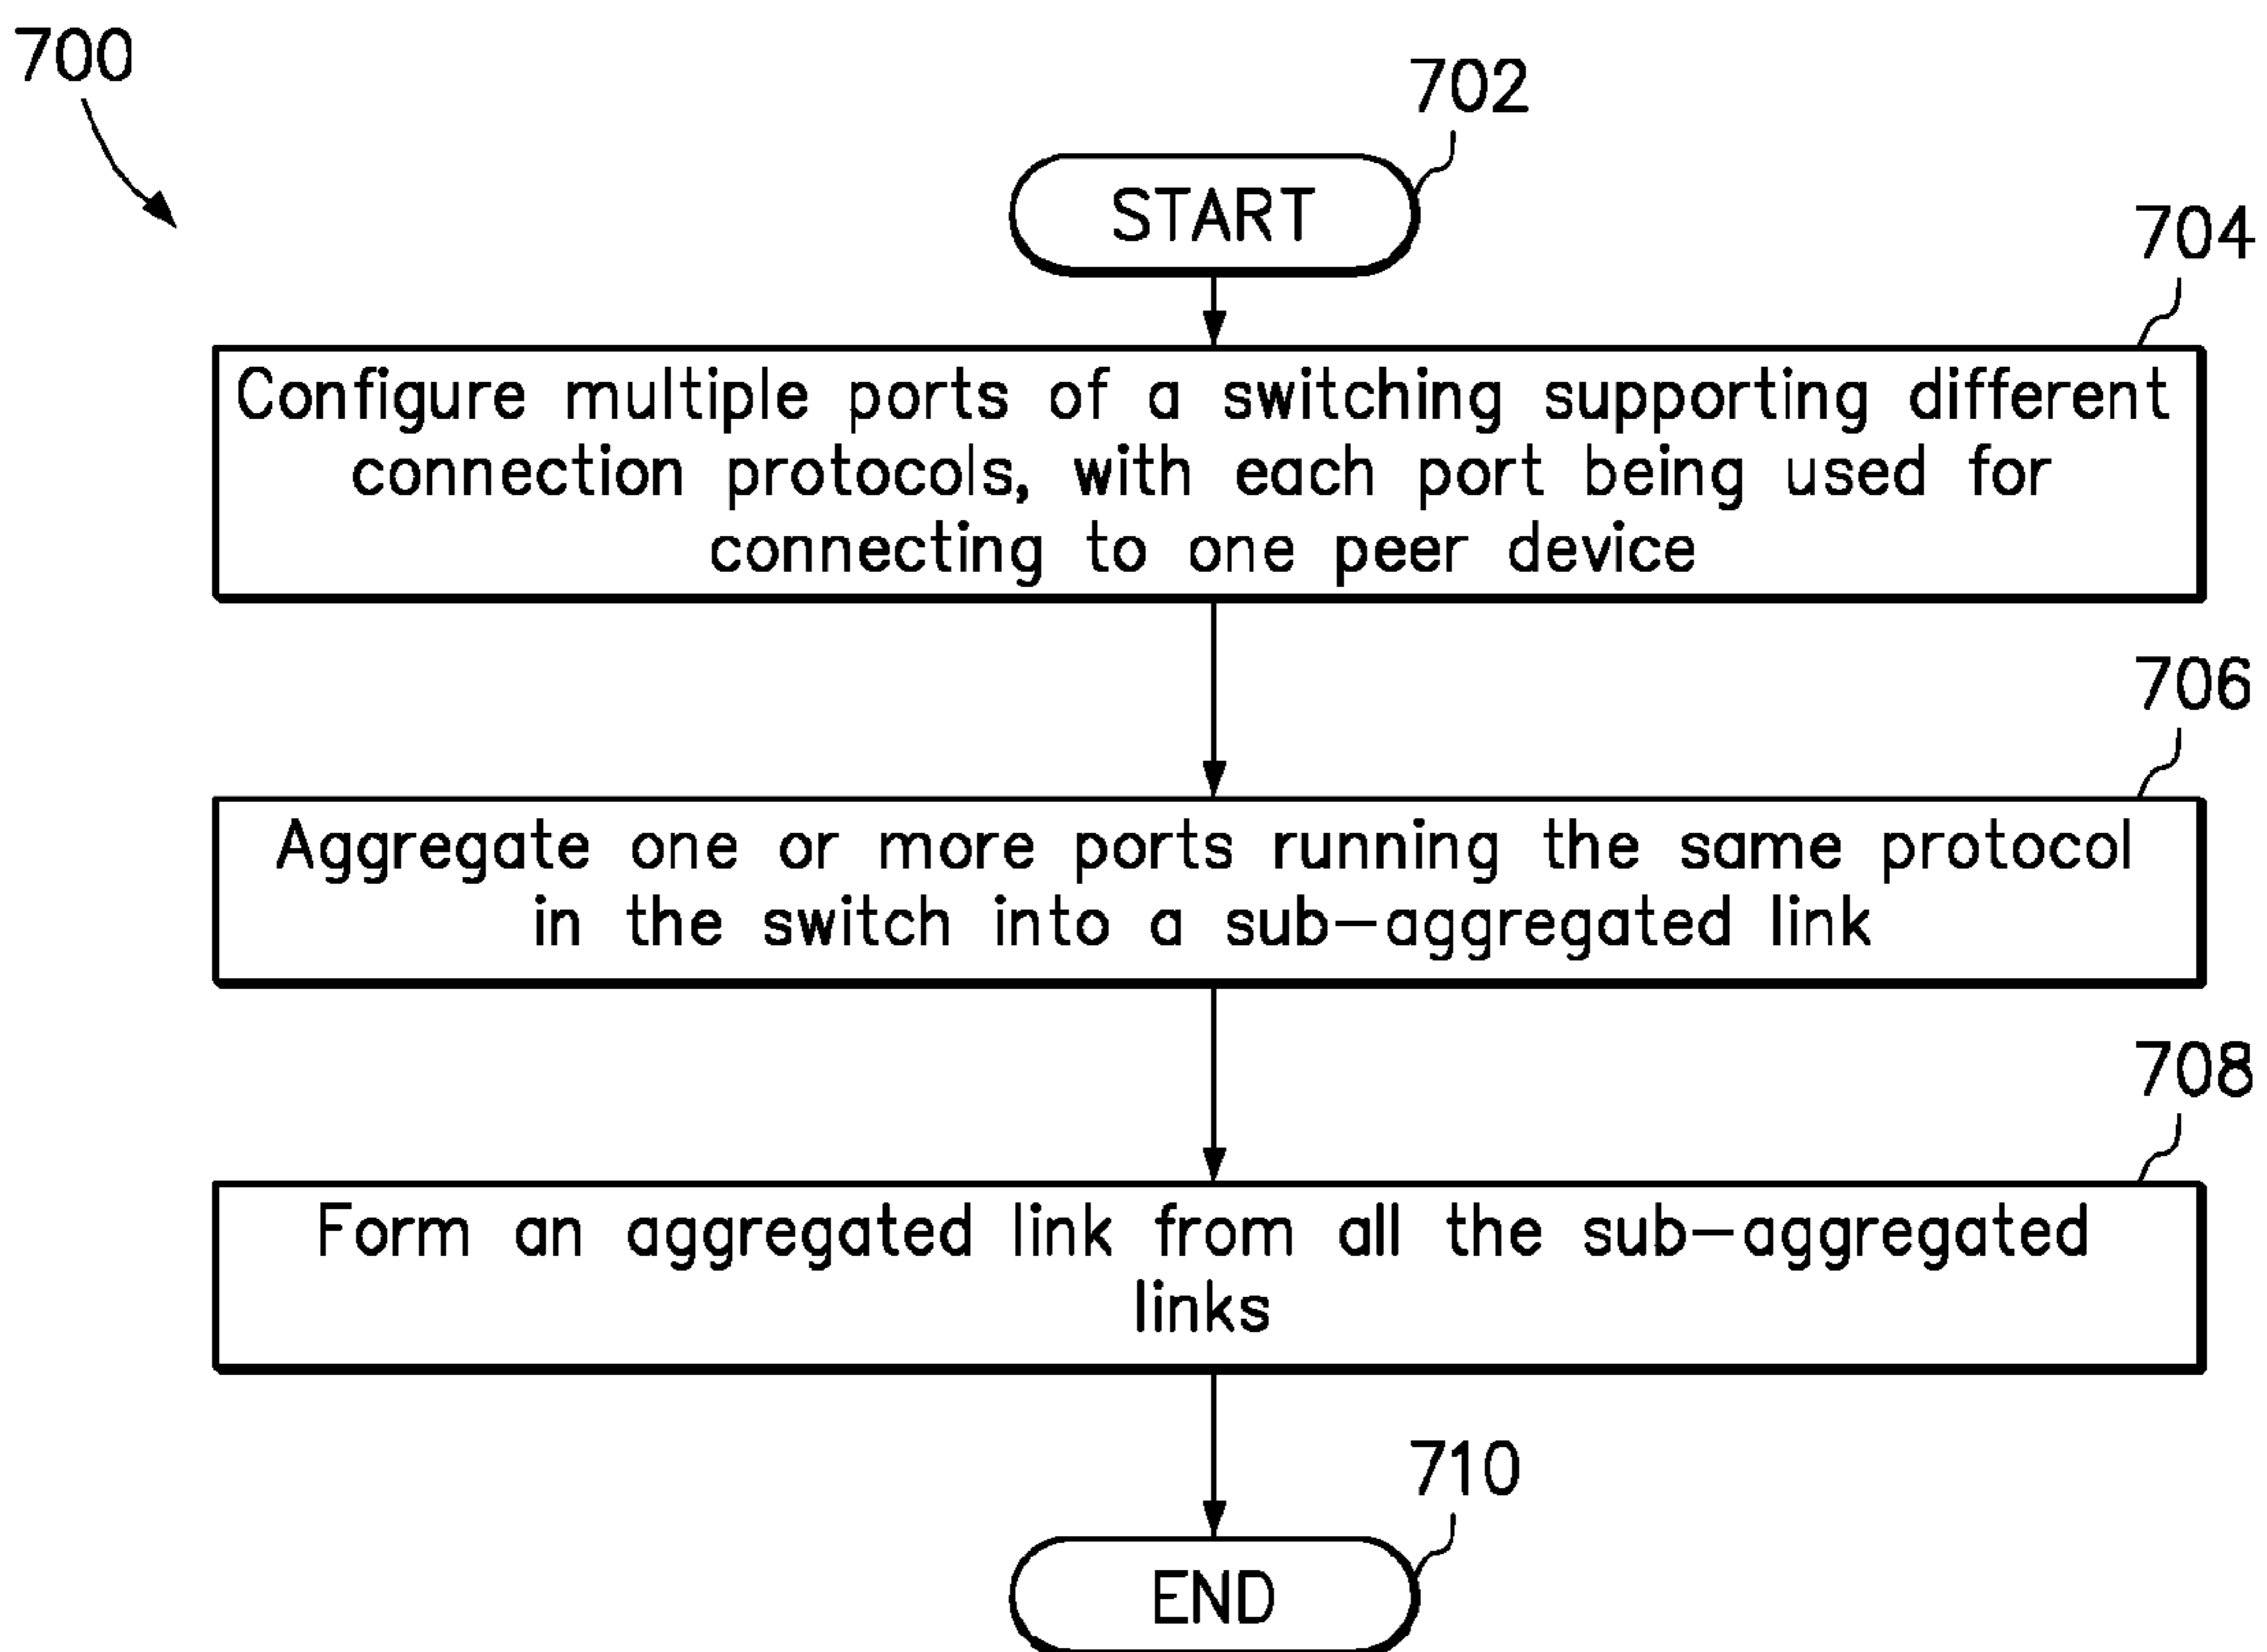 700
702
START
704
Configure multiple ports of a switching supporting different
connection protocols, with each port being used for
connecting to one peer device
706
Aggregate one or more ports running the same protocol
in the switch into a sub-aggregated link
708
Form an aggregated link from all the sub-aggregated
links
710
END